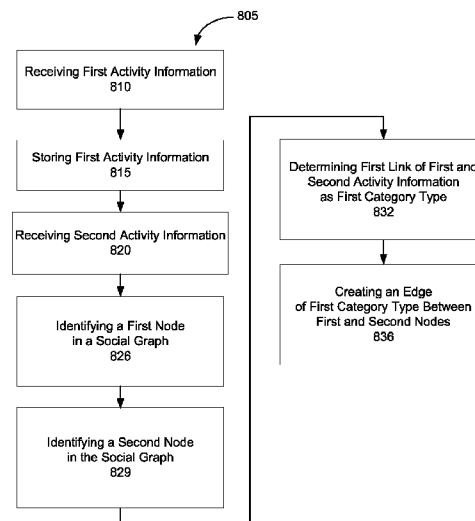 805
Receiving First Activity Information
810
Storing First Activity Information
815
Receiving Second Activity Information
820
Identifying a First Node
in a Social Graph
826
Identifying a Second Node
in the Social Graph
829
Determining First Link of First and
Second Activity Information
as First Category Type
832
Creating an Edge
of First Category Type Between
First and Second Nodes
836